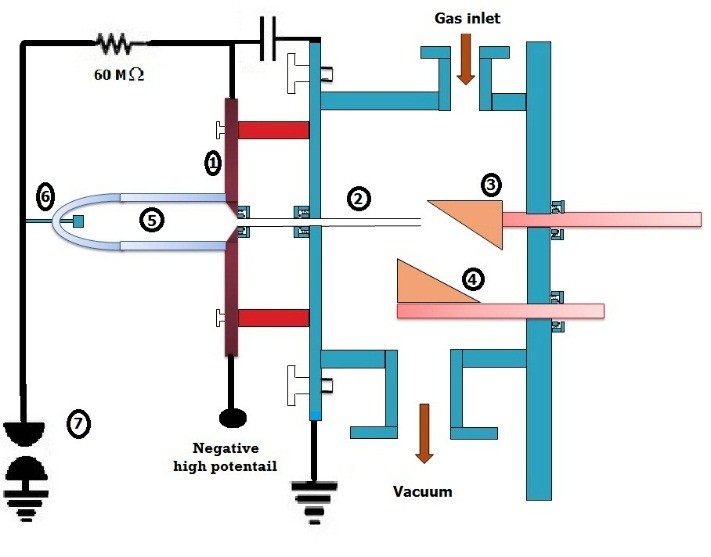 Gas inlet
60 MΩ
1
2
3
6
5
4
7
Negative
high potentail
Vacuum